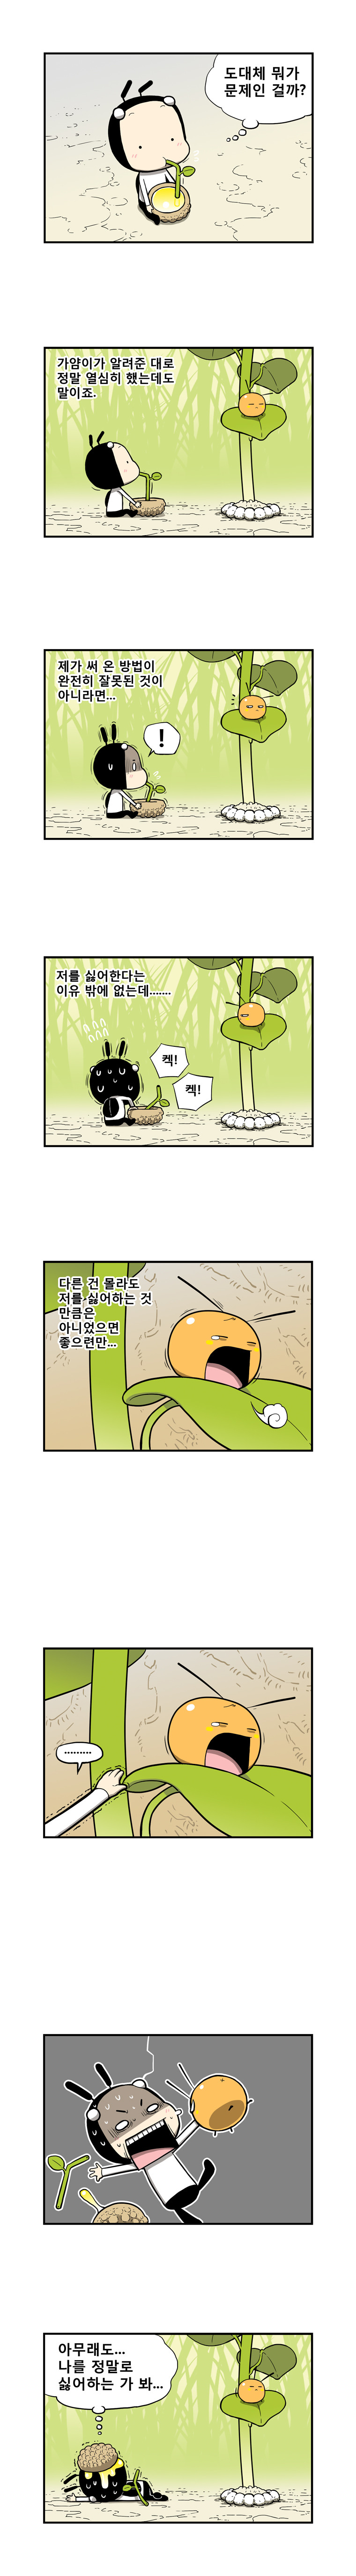 도대체 뭐가
문제인 걸까?
가얌이가 알려준 대로
정말 열심히 했는데도
말이죠.
제가 써 온 방법이
완전히 잘못된 것이
아니라면...
!
저를 싫어한다는
이유 밖에 없는데.......
켁!
켁!
다른 건 몰라도
저를 싫어하는 것
만큼은
아니었으면
좋으련만...
.........
아무래도...
나를 정말로
싫어하는 가 봐...